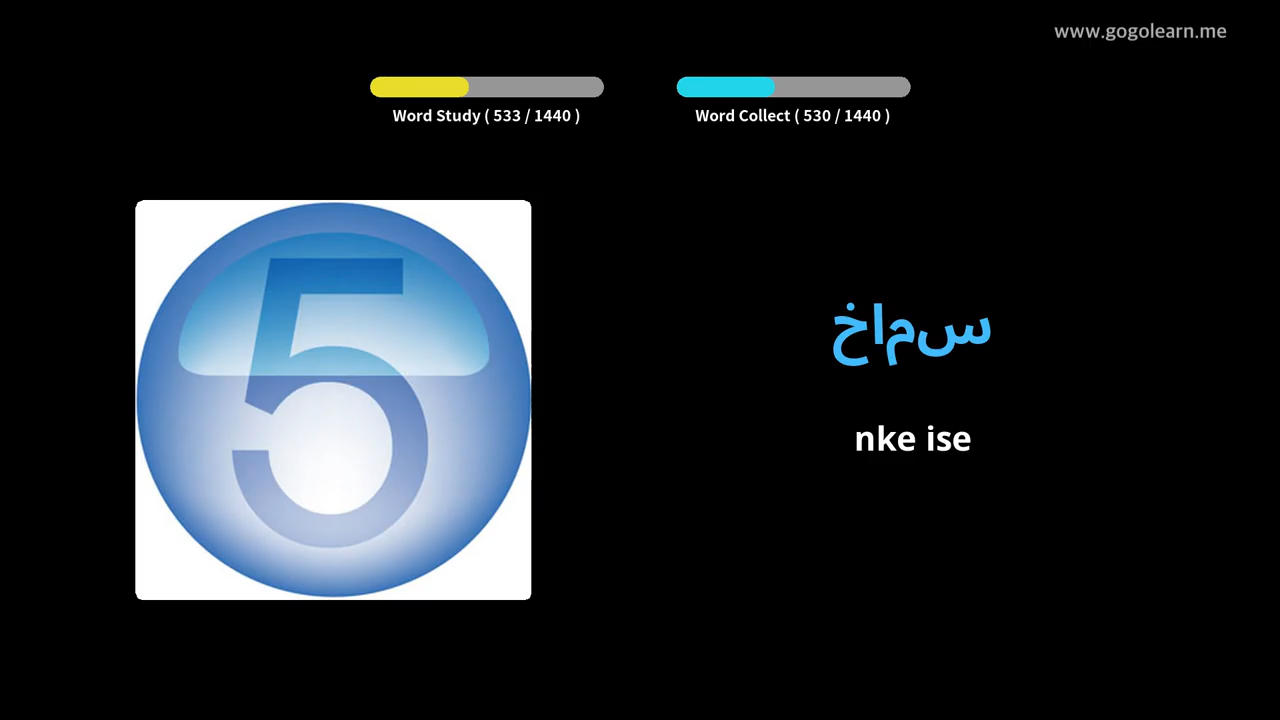 www.gogolearn.me
Word Study ( 533 / 1440 )
Word Collect ( 530 / 1440 )
5
خامس
nke ise